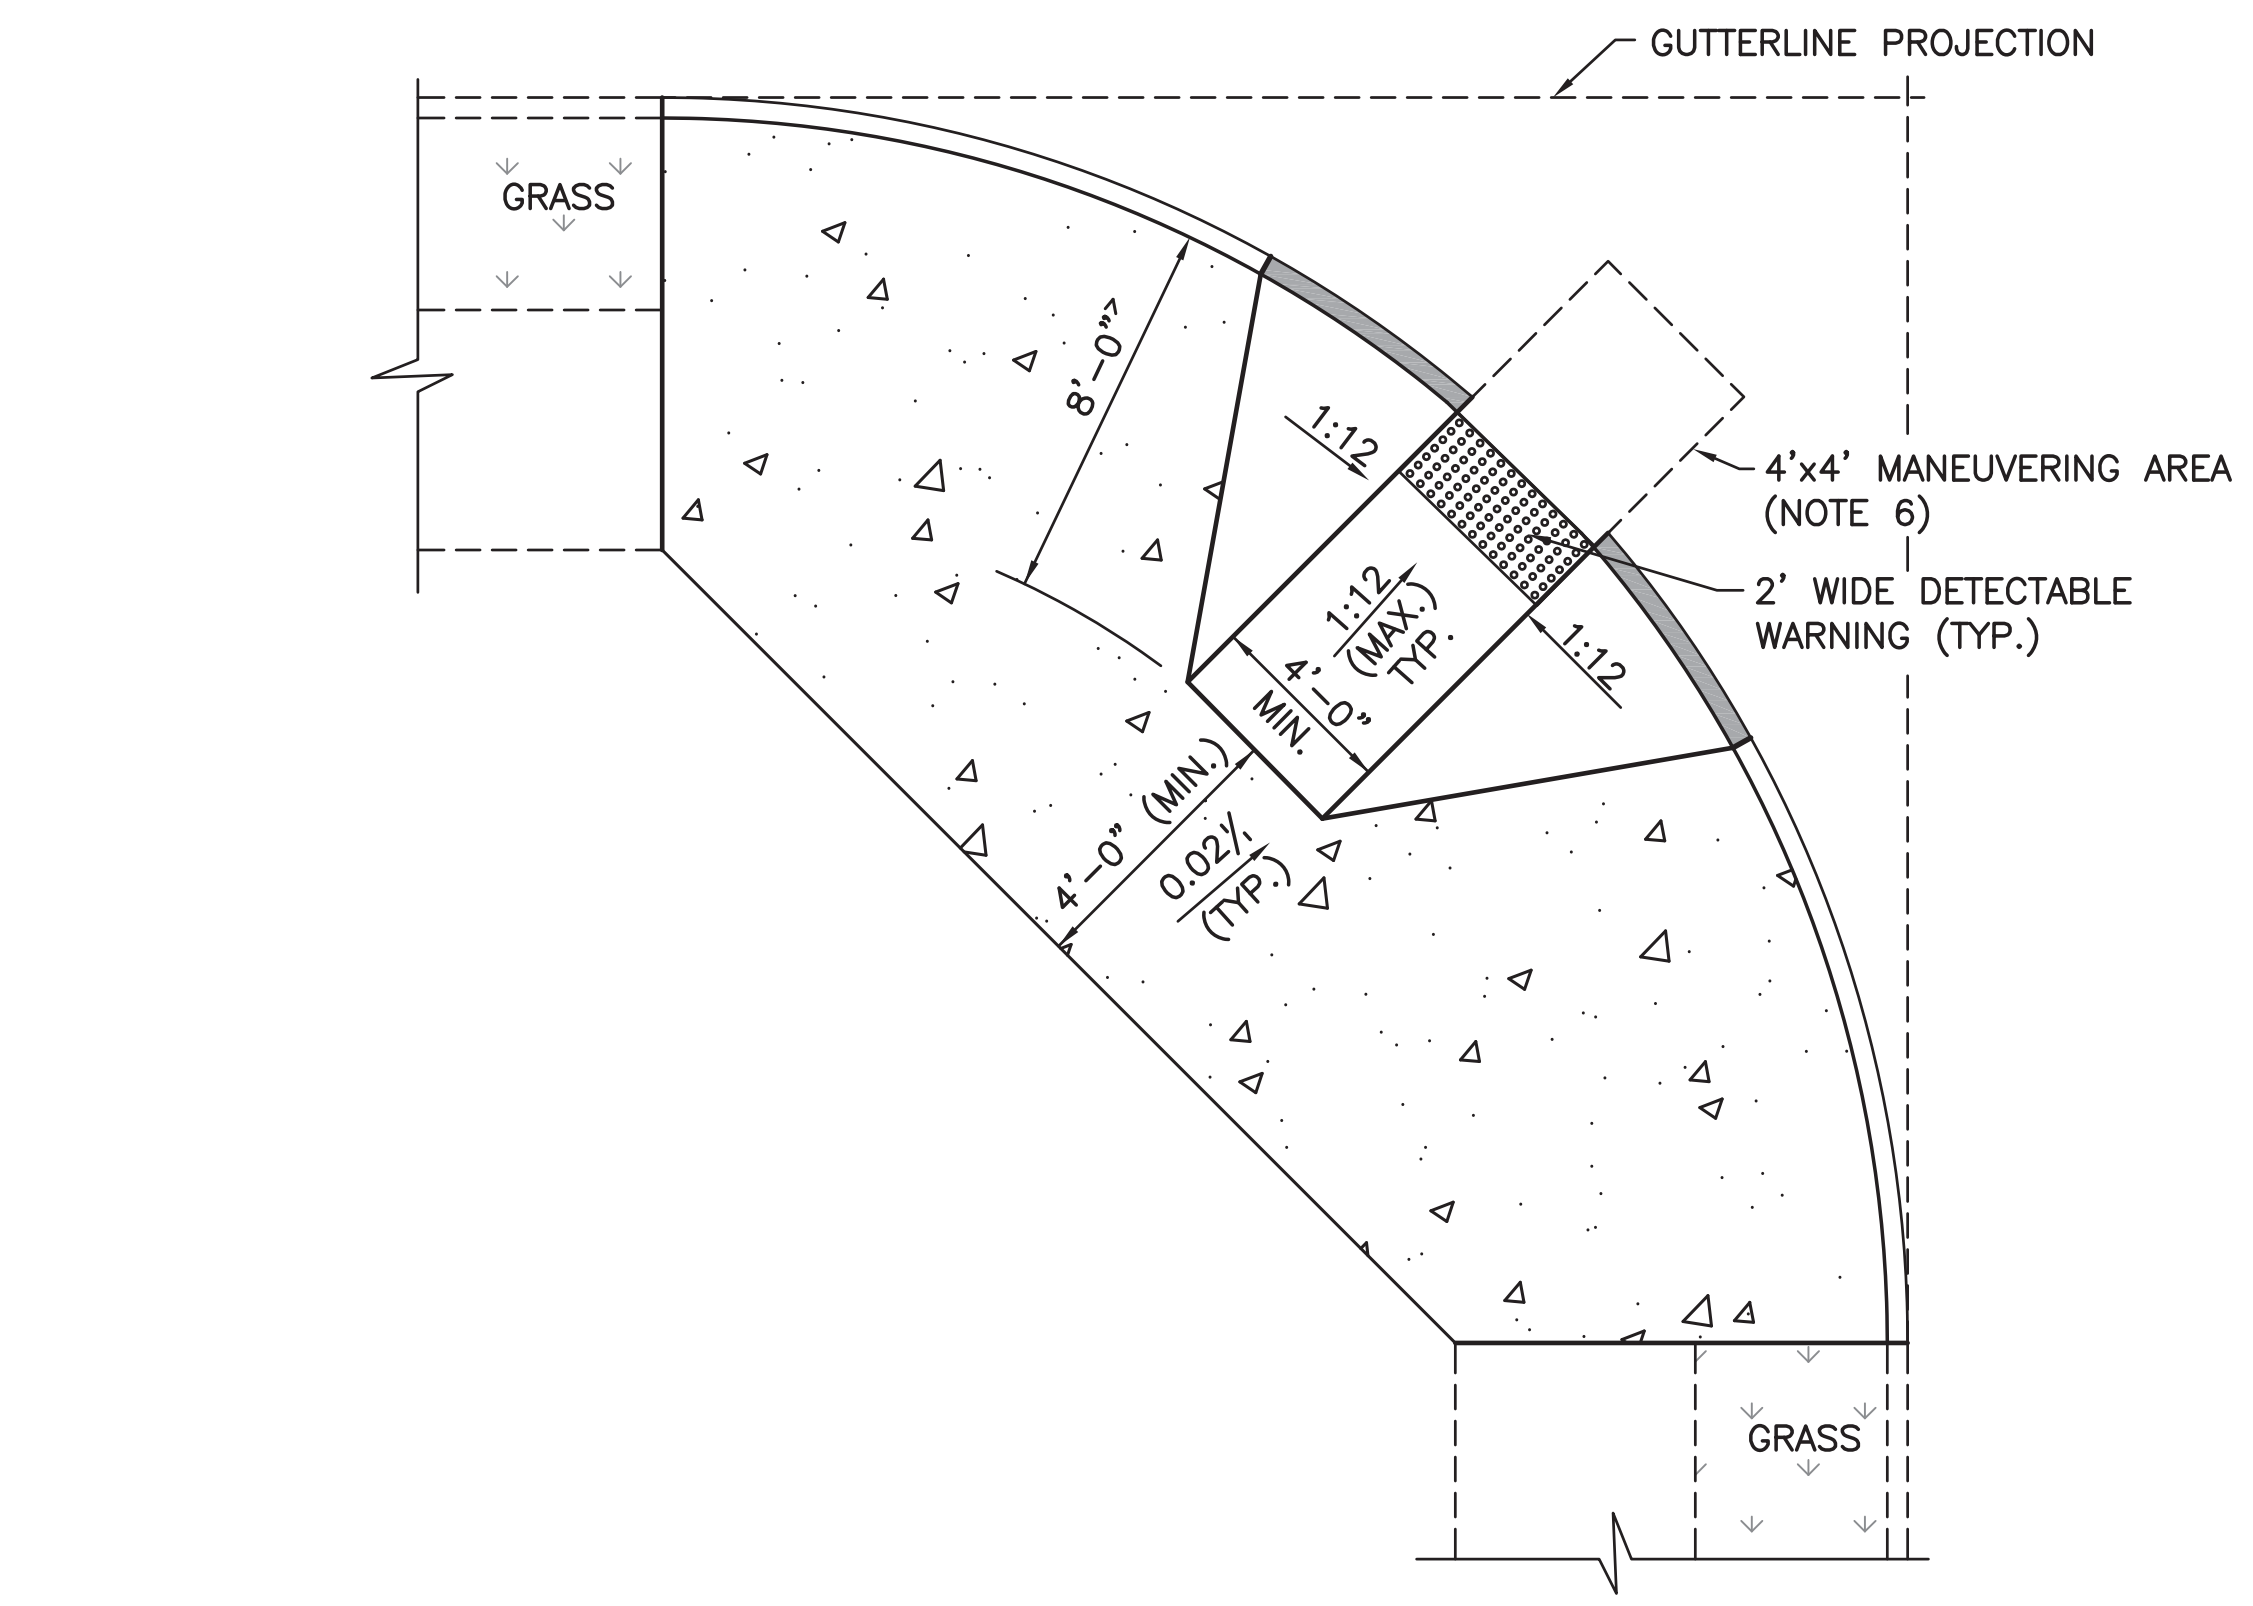 GUTTERLINE PROJECTION
GRASS
8'-0"
1:12
4'x4' MANEUVERING AREA
(NOTE 6)
2' WIDE DETECTABLE
WARNING (TYP.)
1:12
(MAX.)
TYP.
1:12
4'-0"
MIN.
4'-0" (MIN.)
0.02'/'
(TYP.)
GRASS